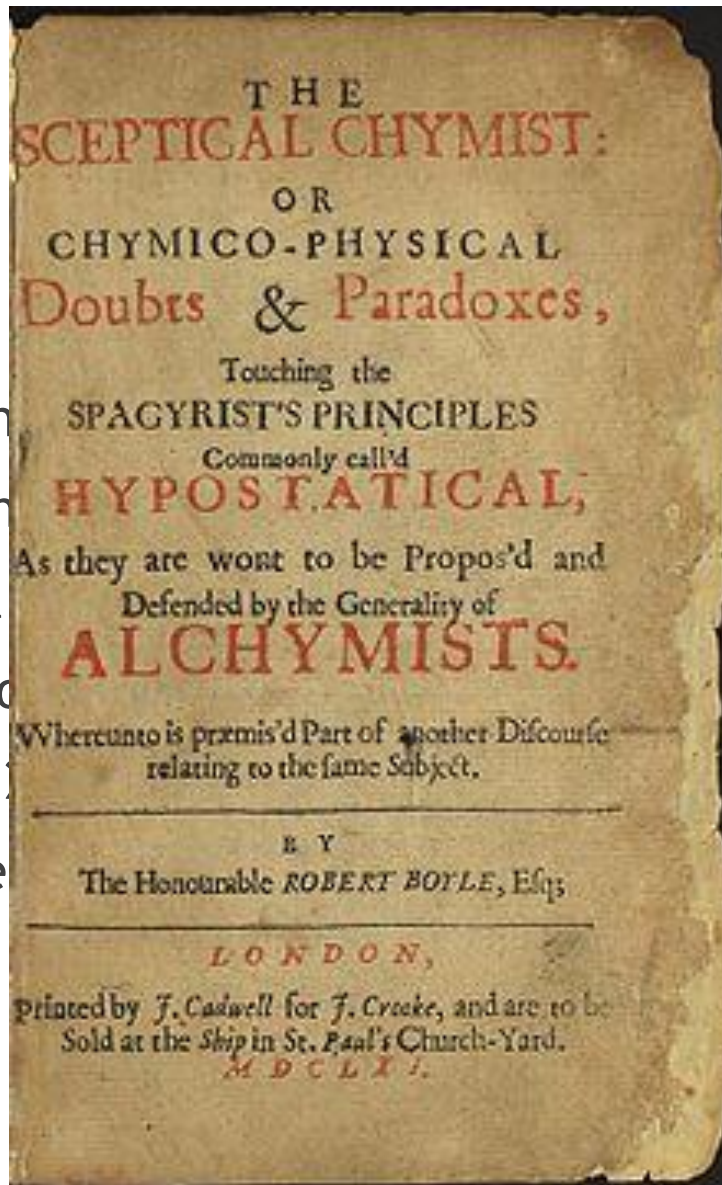 THE
SCEPTICAL CHYMIST:
OR
CHYMICO-PHYSICAL
Doubts & Paradoxes,
Touching the
SPAGYRIST'S PRINCIPLES
Commonly call'd
HYPOSTATICAL,
As they are wont to be Propos'd and
Defended by the Generality of
ALCHYMISTS.
Whereunto is præmis'd Part of another Diſcourſe
relating to the ſame Subject.
BY
The Honourable ROBERT BOYLE, Eſq;
LONDON,
Printed by J. Cadwell for J. Crooke, and are to be
Sold at the Ship in St. Paul's Church-Yard.
MDCLXI.